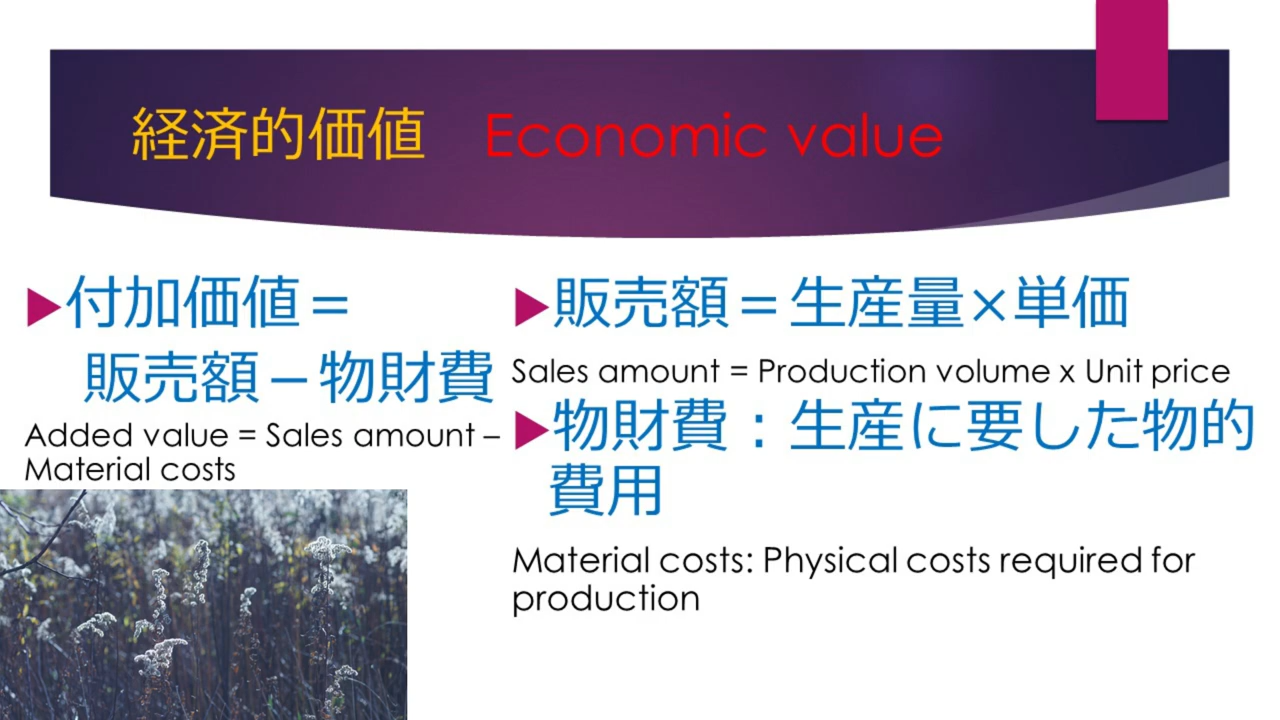 経済的価値 Economic value
付加価値＝
販売額－物財費
Added value = Sales amount –
Material costs
販売額＝生産量×単価
Sales amount = Production volume x Unit price
物財費：生産に要した物的
費用
Material costs: Physical costs required for
production